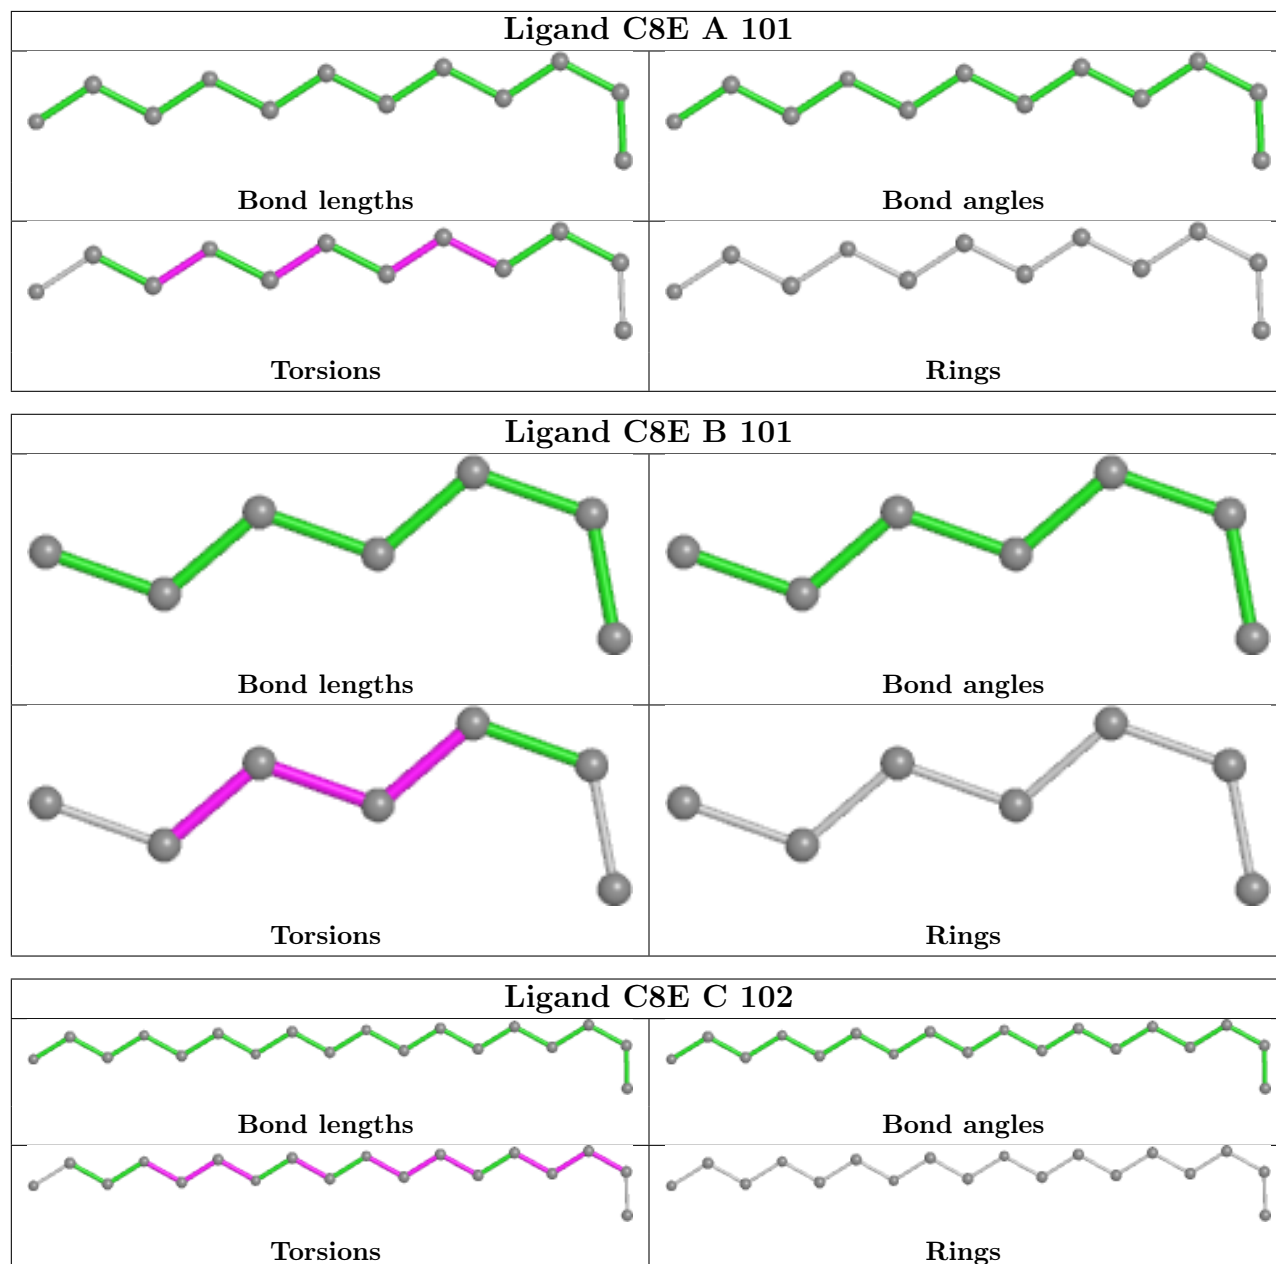 Ligand C8E A 101
Bond lengths
Bond angles
Torsions
Rings
Ligand C8E B 101
Bond lengths
Bond angles
Torsions
Rings
Ligand C8E C 102
Bond lengths
Bond angles
Torsions
Rings